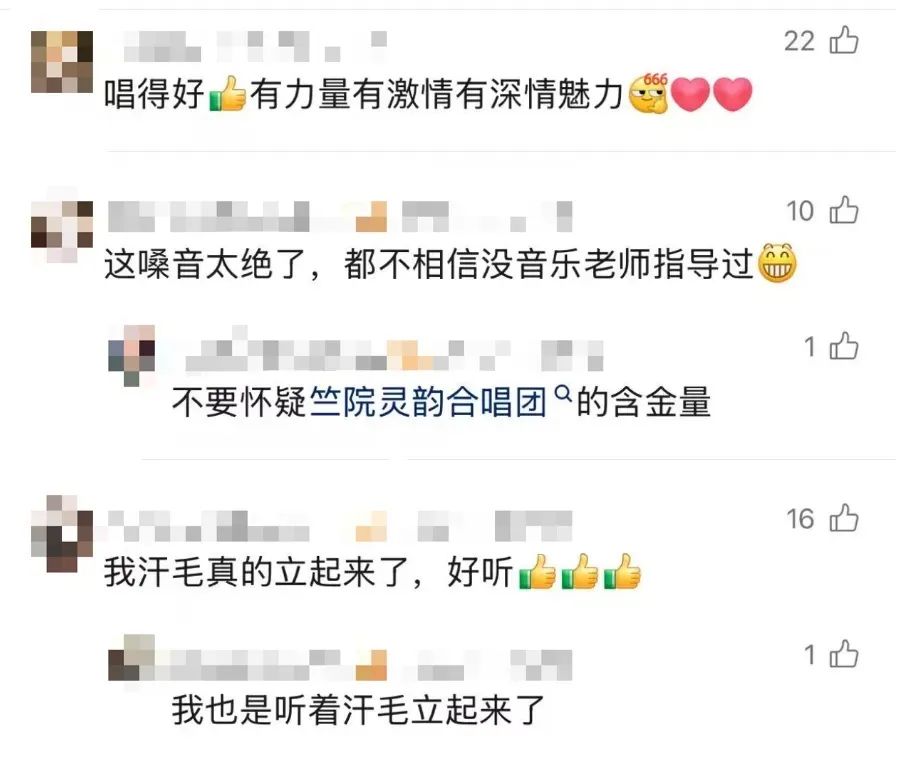 22
唱得好👍有力量有激情有深情魅力666❤❤
10
这嗓音太绝了，都不相信没音乐老师指导过😁
1
不要怀疑竺院灵韵合唱团的含金量
16
我汗毛真的立起来了，好听👍👍👍
1
我也是听着汗毛立起来了